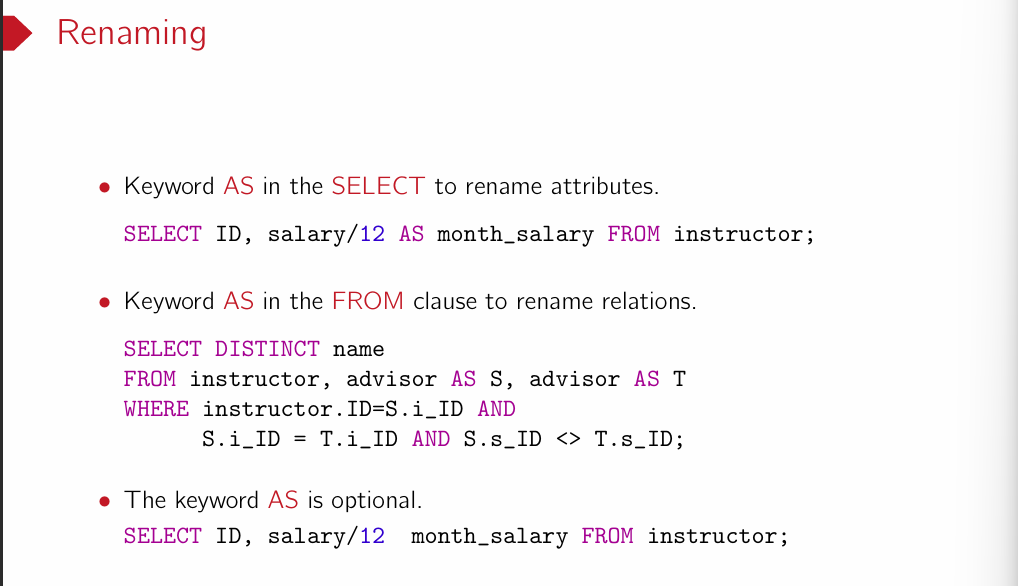 Renaming
• Keyword AS in the SELECT to rename attributes.
SELECT ID, salary/12 AS month_salary FROM instructor;
• Keyword AS in the FROM clause to rename relations.
SELECT DISTINCT name
FROM instructor, advisor AS S, advisor AS T
WHERE instructor.ID=S.i_ID AND
S.i_ID = T.i_ID AND S.s_ID <> T.s_ID;
• The keyword AS is optional.
SELECT ID, salary/12  month_salary FROM instructor;